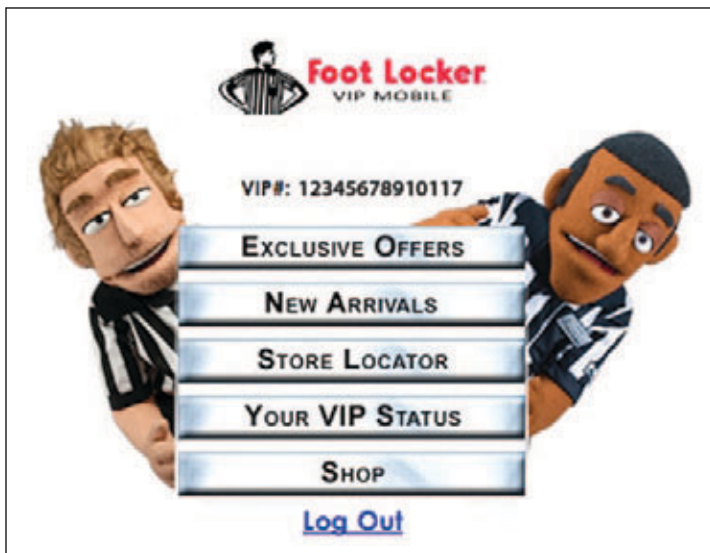 Foot Locker
VIP MOBILE
VIP#: 12345678910117
EXCLUSIVE OFFERS
NEW ARRIVALS
STORE LOCATOR
YOUR VIP STATUS
SHOP
Log Out